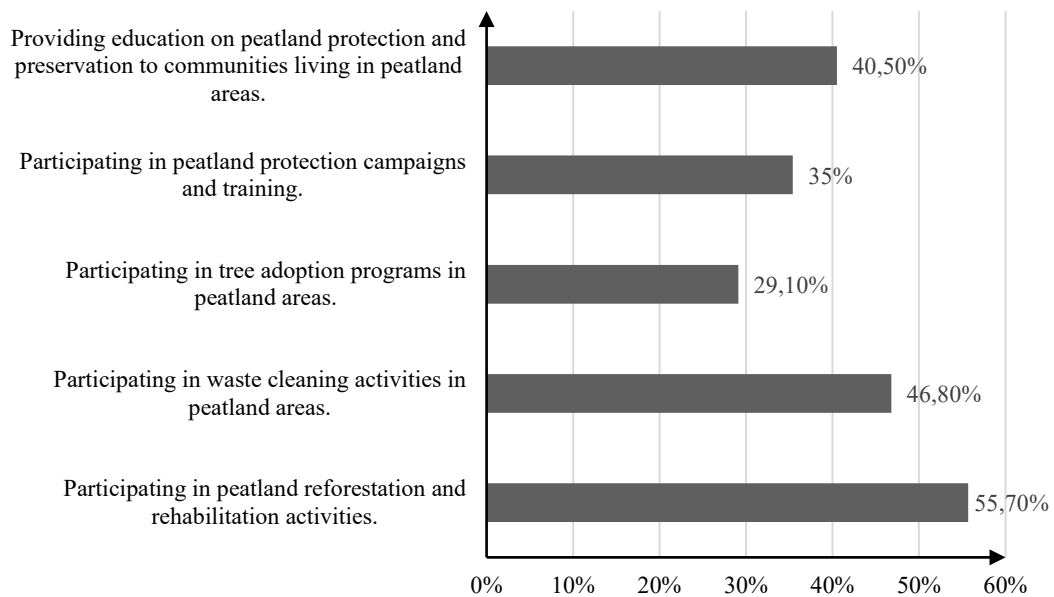 Providing education on peatland protection and
preservation to communities living in peatland
areas.
40,50%
Participating in peatland protection campaigns
and training.
35%
Participating in tree adoption programs in
peatland areas.
29,10%
Participating in waste cleaning activities in
peatland areas.
46,80%
Participating in peatland reforestation and
rehabilitation activities.
55,70%
0% 10% 20% 30% 40% 50% 60%